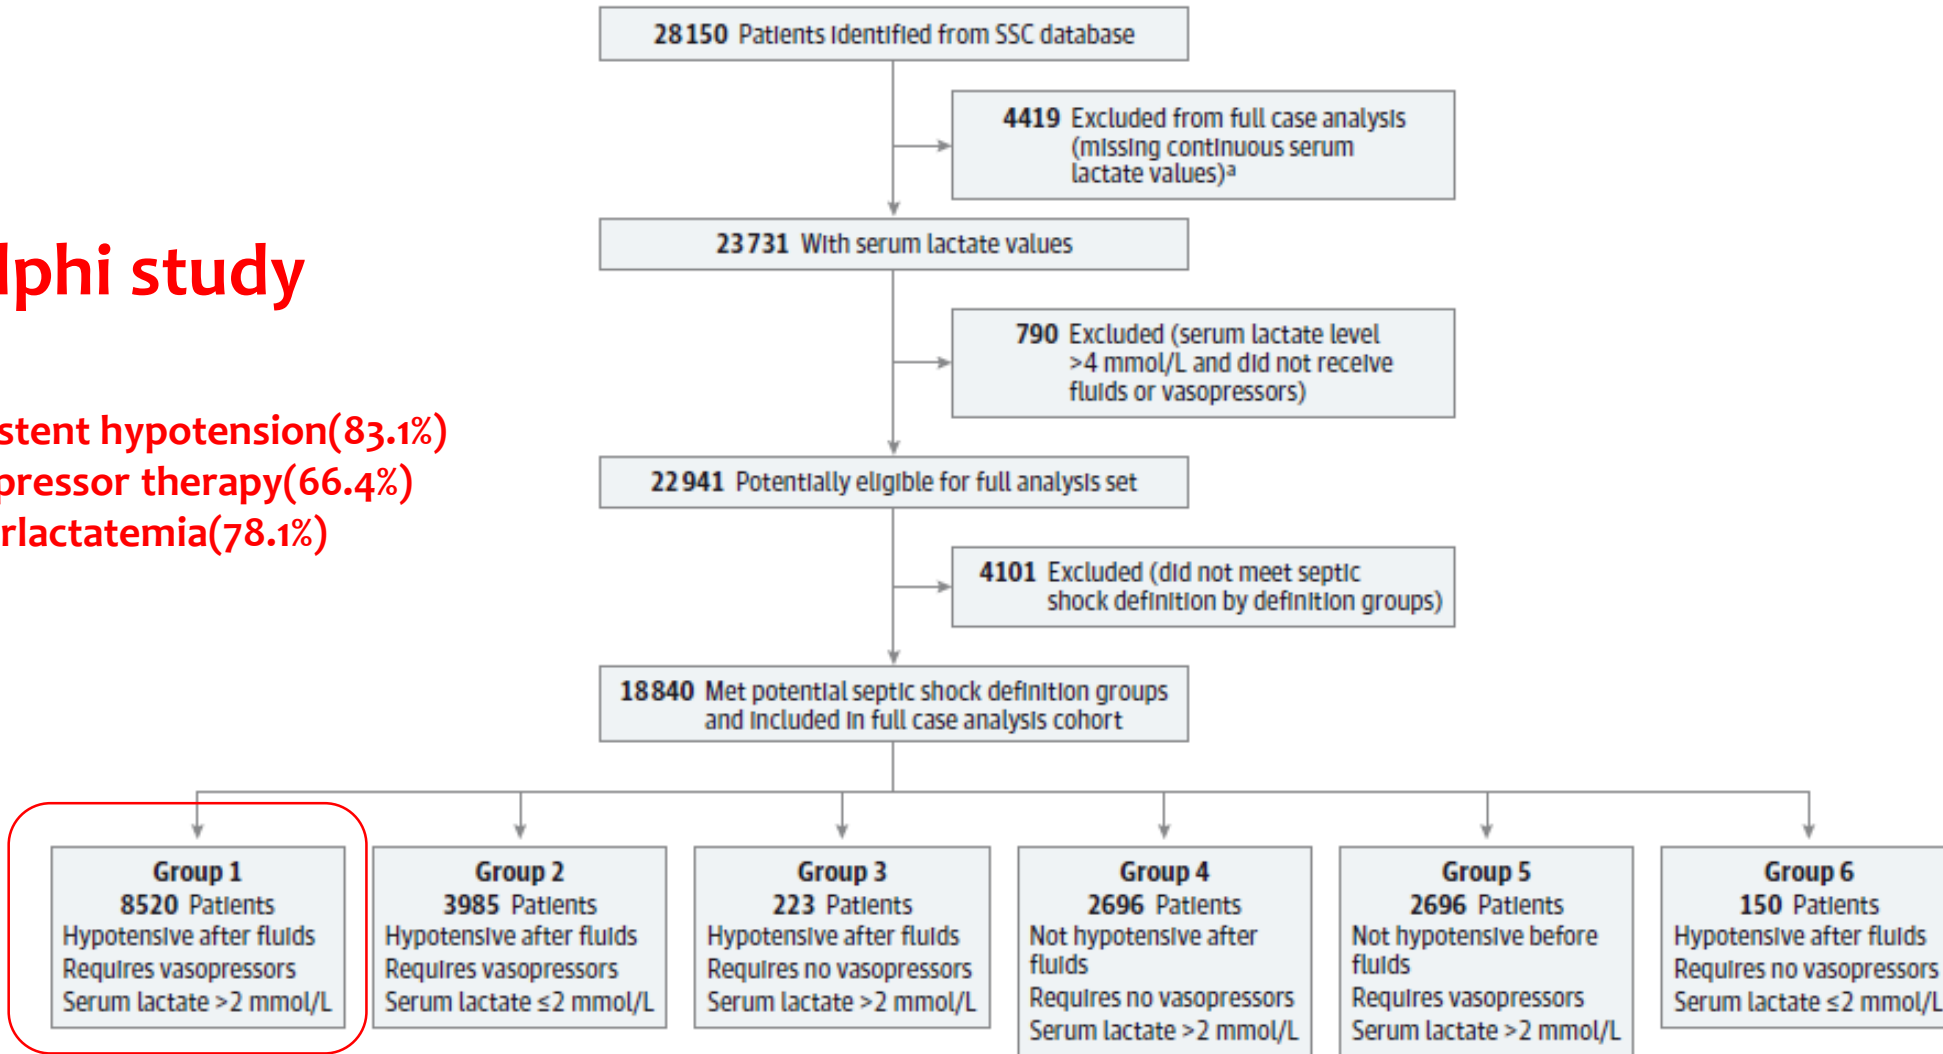 28150 Patients identified from SSC database
4419 Excluded from full case analysis
(missing continuous serum
lactate values)a
23731 With serum lactate values
lphi study
790 Excluded (serum lactate level
>4 mmol/L and did not receive
fluids or vasopressors)
stent hypotension(83.1%)
pressor therapy(66.4%)
rlactatemia(78.1%)
22941 Potentially eligible for full analysis set
4101 Excluded (did not meet septic
shock definition by definition groups)
18840 Met potential septic shock definition groups
and included in full case analysis cohort
Group 1
8520 Patients
Hypotensive after fluids
Requires vasopressors
Serum lactate >2 mmol/L
Group 2
3985 Patients
Hypotensive after fluids
Requires vasopressors
Serum lactate ≤2 mmol/L
Group 3
223 Patients
Hypotensive after fluids
Requires no vasopressors
Serum lactate >2 mmol/L
Group 4
2696 Patients
Not hypotensive after
fluids
Requires no vasopressors
Serum lactate >2 mmol/L
Group 5
2696 Patients
Not hypotensive before
fluids
Requires vasopressors
Serum lactate >2 mmol/L
Group 6
150 Patients
Hypotensive after fluids
Requires no vasopressors
Serum lactate ≤2 mmol/L